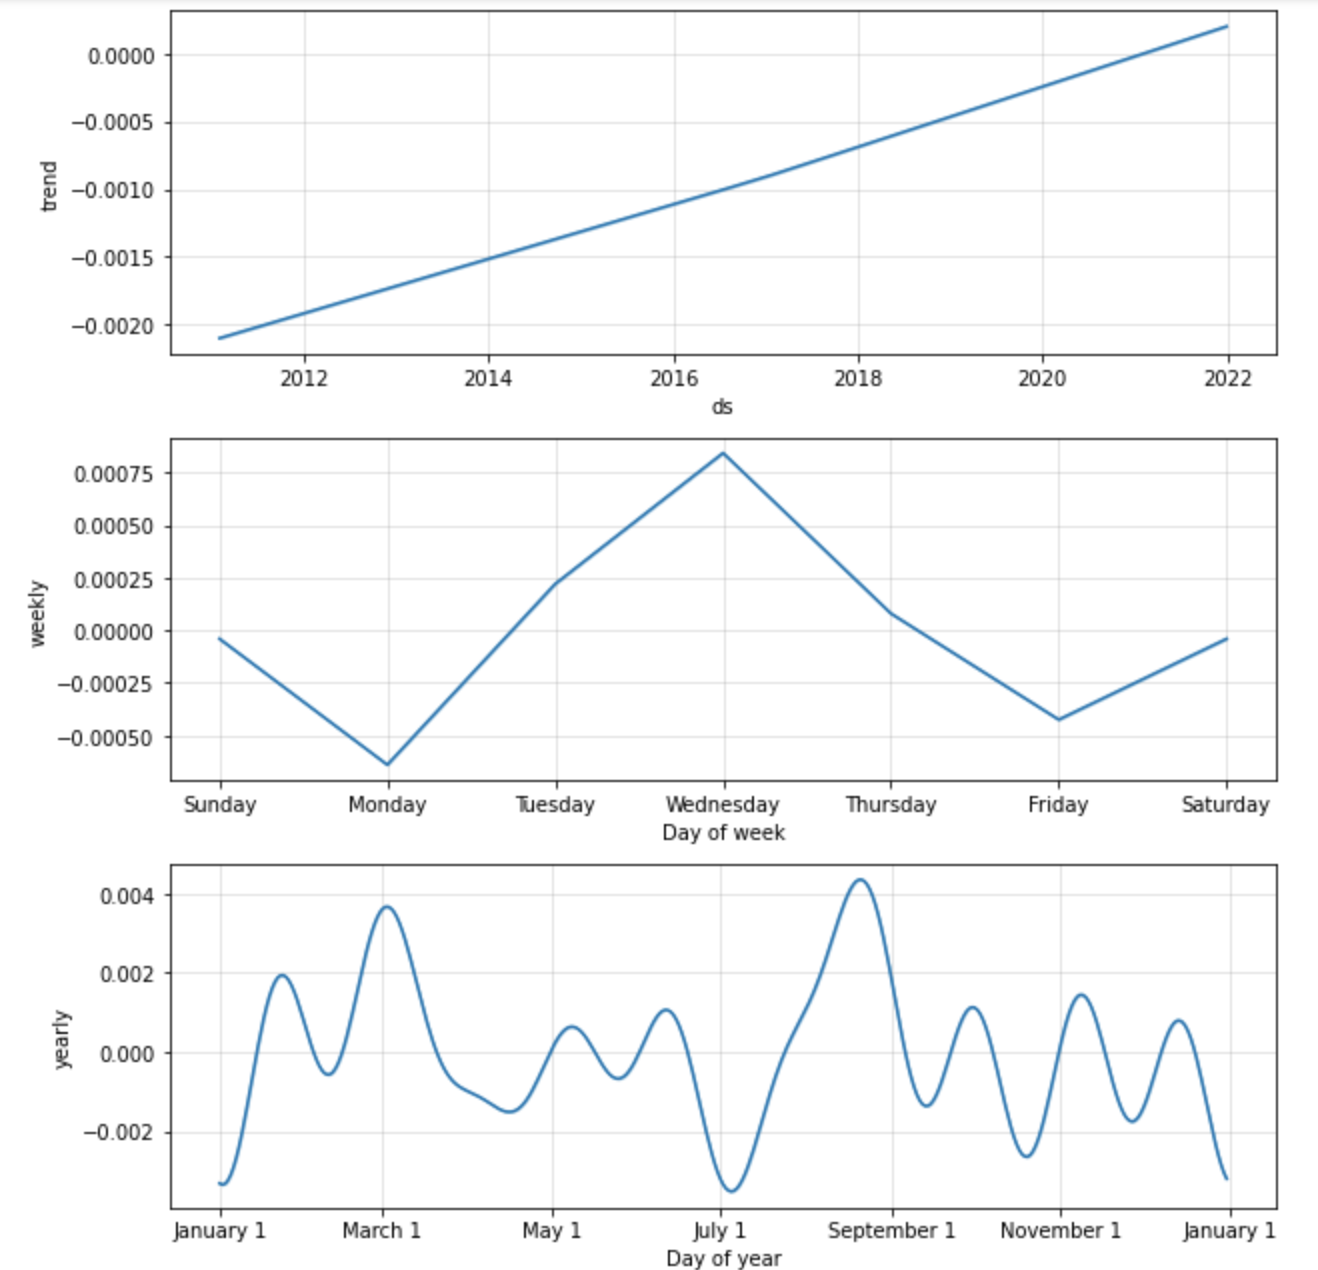 0.0000
−0.0005
−0.0010
−0.0015
−0.0020
trend
2012 2014 2016 2018 2020 2022
ds
0.00075
0.00050
0.00025
0.00000
−0.00025
−0.00050
weekly
Sunday Monday Tuesday Wednesday Thursday Friday Saturday
Day of week
0.004
0.002
0.000
−0.002
yearly
January 1 March 1 May 1 July 1 September 1 November 1 January 1
Day of year